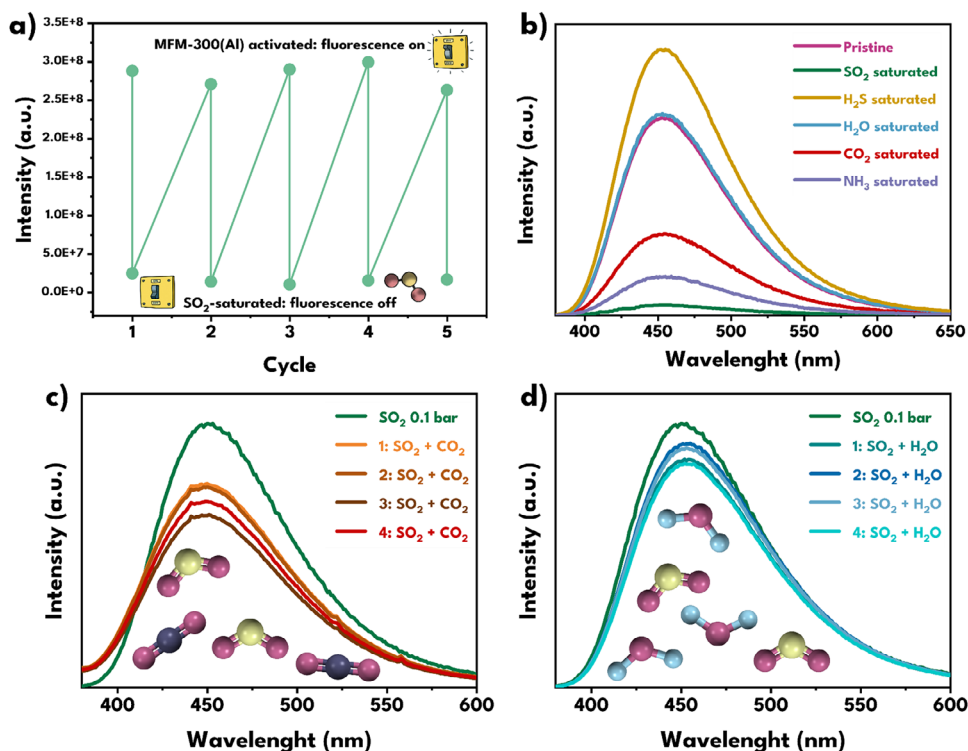 a)
3.5E+8
3.0E+8
2.5E+8
2.0E+8
1.5E+8
1.0E+8
5.0E+7
0.0E+0
Intensity (a.u.)
MFM-300(Al) activated: fluorescence on
SO₂-saturated: fluorescence off
1 2 3 4 5
Cycle
b)
Intensity (a.u.)
Pristine
SO₂ saturated
H₂S saturated
H₂O saturated
CO₂ saturated
NH₃ saturated
400 450 500 550 600 650
Wavelenght (nm)
c)
Intensity (a.u.)
SO₂ 0.1 bar
1: SO₂ + CO₂
2: SO₂ + CO₂
3: SO₂ + CO₂
4: SO₂ + CO₂
400 450 500 550 600
Wavelenght (nm)
d)
Intensity (a.u.)
SO₂ 0.1 bar
1: SO₂ + H₂O
2: SO₂ + H₂O
3: SO₂ + H₂O
4: SO₂ + H₂O
400 450 500 550 600
Wavelenght (nm)